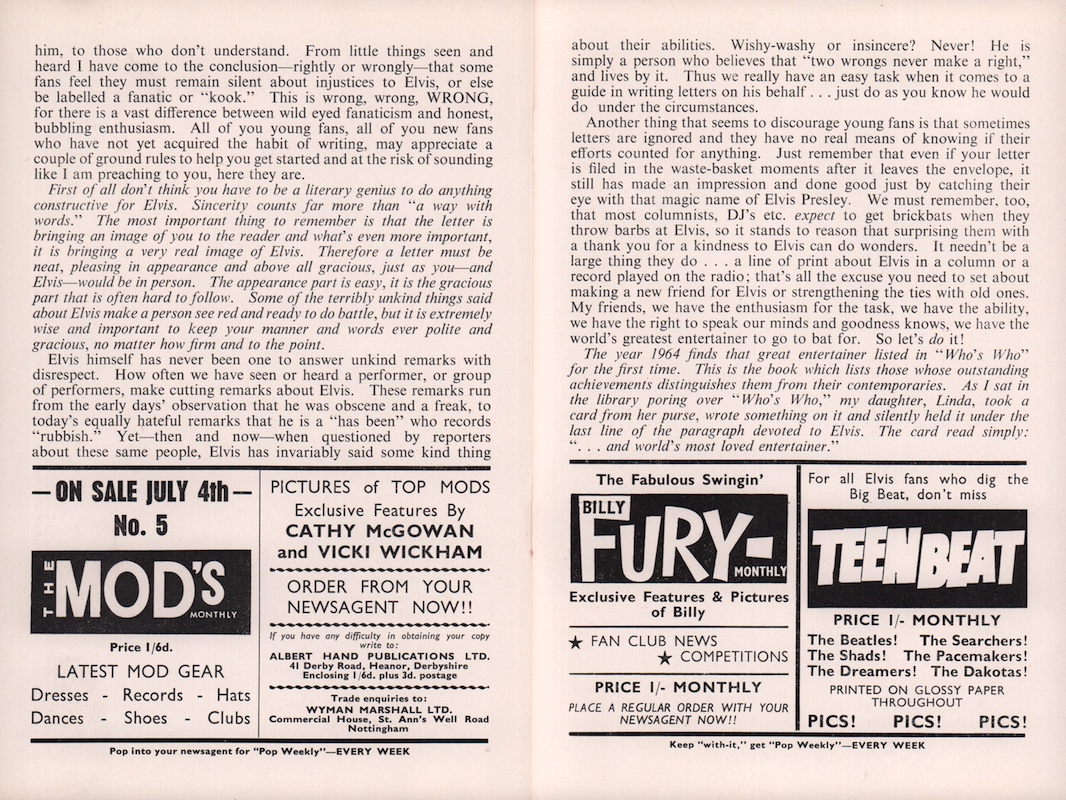 him, to those who don't understand. From little things seen and
heard I have come to the conclusion—rightly or wrongly—that some
fans feel they must remain silent about injustices to Elvis, or else
be labelled a fanatic or "kook." This is wrong, wrong, WRONG,
for there is a vast difference between wild eyed fanaticism and honest,
bubbling enthusiasm. All of you young fans, all of you new fans
who have not yet acquired the habit of writing, may appreciate a
couple of ground rules to help you get started and at the risk of sounding
like I am preaching to you, here they are.
First of all don't think you have to be a literary genius to do anything
constructive for Elvis. Sincerity counts far more than "a way with
words." The most important thing to remember is that the letter is
bringing an image of you to the reader and what's even more important,
it is bringing a very real image of Elvis. Therefore a letter must be
neat, pleasing in appearance and above all gracious, just as you—and
Elvis—would be in person. The appearance part is easy, it is the gracious
part that is often hard to follow. Some of the terribly unkind things said
about Elvis make a person see red and ready to do battle, but it is extremely
wise and important to keep your manner and words ever polite and
gracious, no matter how firm and to the point.
Elvis himself has never been one to answer unkind remarks with
disrespect. How often we have seen or heard a performer, or group
of performers, make cutting remarks about Elvis. These remarks run
from the early days' observation that he was obscene and a freak, to
today's equally hateful remarks that he is a "has been" who records
"rubbish." Yet—then and now—when questioned by reporters
about these same people, Elvis has invariably said some kind thing
—ON SALE JULY 4th—
No. 5
THE MOD'S
MONTHLY
Price 1/6d.
LATEST MOD GEAR
Dresses - Records - Hats
Dances - Shoes - Clubs
PICTURES of TOP MODS
Exclusive Features By
CATHY McGOWAN
and VICKI WICKHAM
ORDER FROM YOUR
NEWSAGENT NOW!!
If you have any difficulty in obtaining your copy
write to:
ALBERT HAND PUBLICATIONS LTD.
41 Derby Road, Heanor, Derbyshire
Enclosing 1/6d. plus 3d. postage
Trade enquiries to:
WYMAN MARSHALL LTD.
Commercial House, St. Ann's Well Road
Nottingham
Pop into your newsagent for "Pop Weekly"—EVERY WEEK
about their abilities. Wishy-washy or insincere? Never! He is
simply a person who believes that "two wrongs never make a right,"
and lives by it. Thus we really have an easy task when it comes to a
guide in writing letters on his behalf . . . just do as you know he would
do under the circumstances.
Another thing that seems to discourage young fans is that sometimes
letters are ignored and they have no real means of knowing if their
efforts counted for anything. Just remember that even if your letter
is filed in the waste-basket moments after it leaves the envelope, it
still has made an impression and done good just by catching their
eye with that magic name of Elvis Presley. We must remember, too,
that most columnists, DJ's etc. expect to get brickbats when they
throw barbs at Elvis, so it stands to reason that surprising them with
a thank you for a kindness to Elvis can do wonders. It needn't be a
large thing they do . . . a line of print about Elvis in a column or a
record played on the radio; that's all the excuse you need to set about
making a new friend for Elvis or strengthening the ties with old ones.
My friends, we have the enthusiasm for the task, we have the ability,
we have the right to speak our minds and goodness knows, we have the
world's greatest entertainer to go to bat for. So let's do it!
The year 1964 finds that great entertainer listed in "Who's Who"
for the first time. This is the book which lists those whose outstanding
achievements distinguishes them from their contemporaries. As I sat in
the library poring over "Who's Who," my daughter, Linda, took a
card from her purse, wrote something on it and silently held it under the
last line of the paragraph devoted to Elvis. The card read simply:
". . . and world's most loved entertainer."
The Fabulous Swingin'
BILLY
FURY-
MONTHLY
Exclusive Features & Pictures
of Billy
★ FAN CLUB NEWS
★ COMPETITIONS
PRICE 1/- MONTHLY
PLACE A REGULAR ORDER WITH YOUR
NEWSAGENT NOW!!
For all Elvis fans who dig the
Big Beat, don't miss
TEENBEAT
PRICE 1/- MONTHLY
The Beatles! The Searchers!
The Shads! The Pacemakers!
The Dreamers! The Dakotas!
PRINTED ON GLOSSY PAPER
THROUGHOUT
PICS! PICS! PICS!
Keep "with-it," get "Pop Weekly"—EVERY WEEK